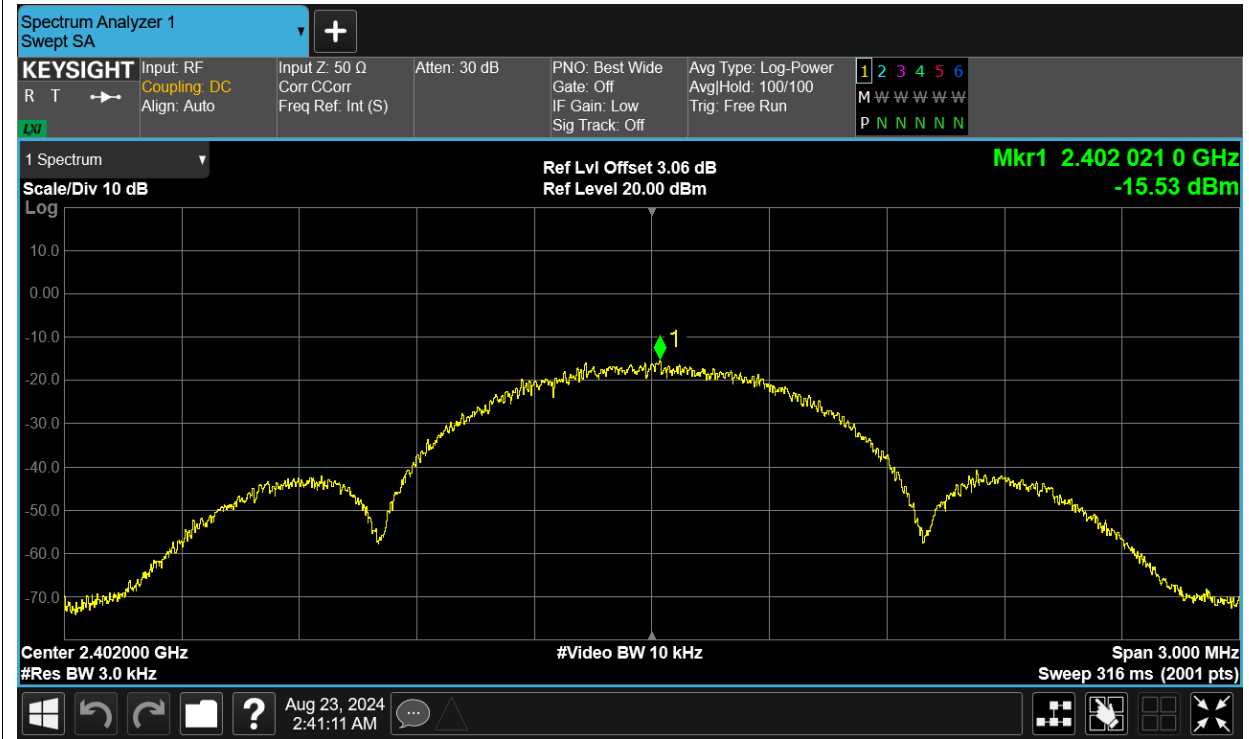 Spectrum Analyzer 1
Swept SA
+
KEYSIGHT
R T
LXI
Input: RF
Coupling: DC
Align: Auto
Input Z: 50 Ω
Corr CCorr
Freq Ref: Int (S)
Atten: 30 dB
PNO: Best Wide
Gate: Off
IF Gain: Low
Sig Track: Off
Avg Type: Log-Power
Avg|Hold: 100/100
Trig: Free Run
1 2 3 4 5 6
M W W W W W
P N N N N N
1 Spectrum
Scale/Div 10 dB
Log
Ref Lvl Offset 3.06 dB
Ref Level 20.00 dBm
Mkr1 2.402 021 0 GHz
-15.53 dBm
10.0
0.00
-10.0
1
-20.0
-30.0
-40.0
-50.0
-60.0
-70.0
Center 2.402000 GHz
#Video BW 10 kHz
Span 3.000 MHz
#Res BW 3.0 kHz
Sweep 316 ms (2001 pts)
?
Aug 23, 2024
2:41:11 AM